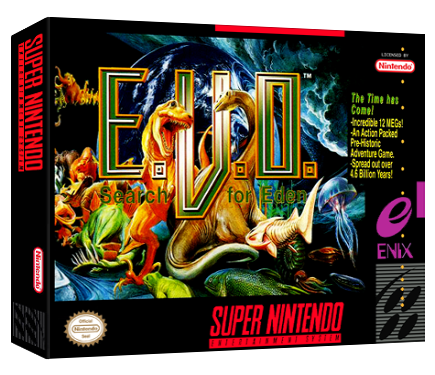 SUPER NINTENDO
Nintendo
E.V.O.™
Search for Eden
LICENSED BY
Nintendo
The Time has
Come!
-Incredible 12 MEGs!
-An Action Packed
Pre-Historic
Adventure Game.
-Spread out over
4.6 Billion Years!
ENIX
Official
Nintendo
Seal
SUPER NINTENDO
ENTERTAINMENT SYSTEM